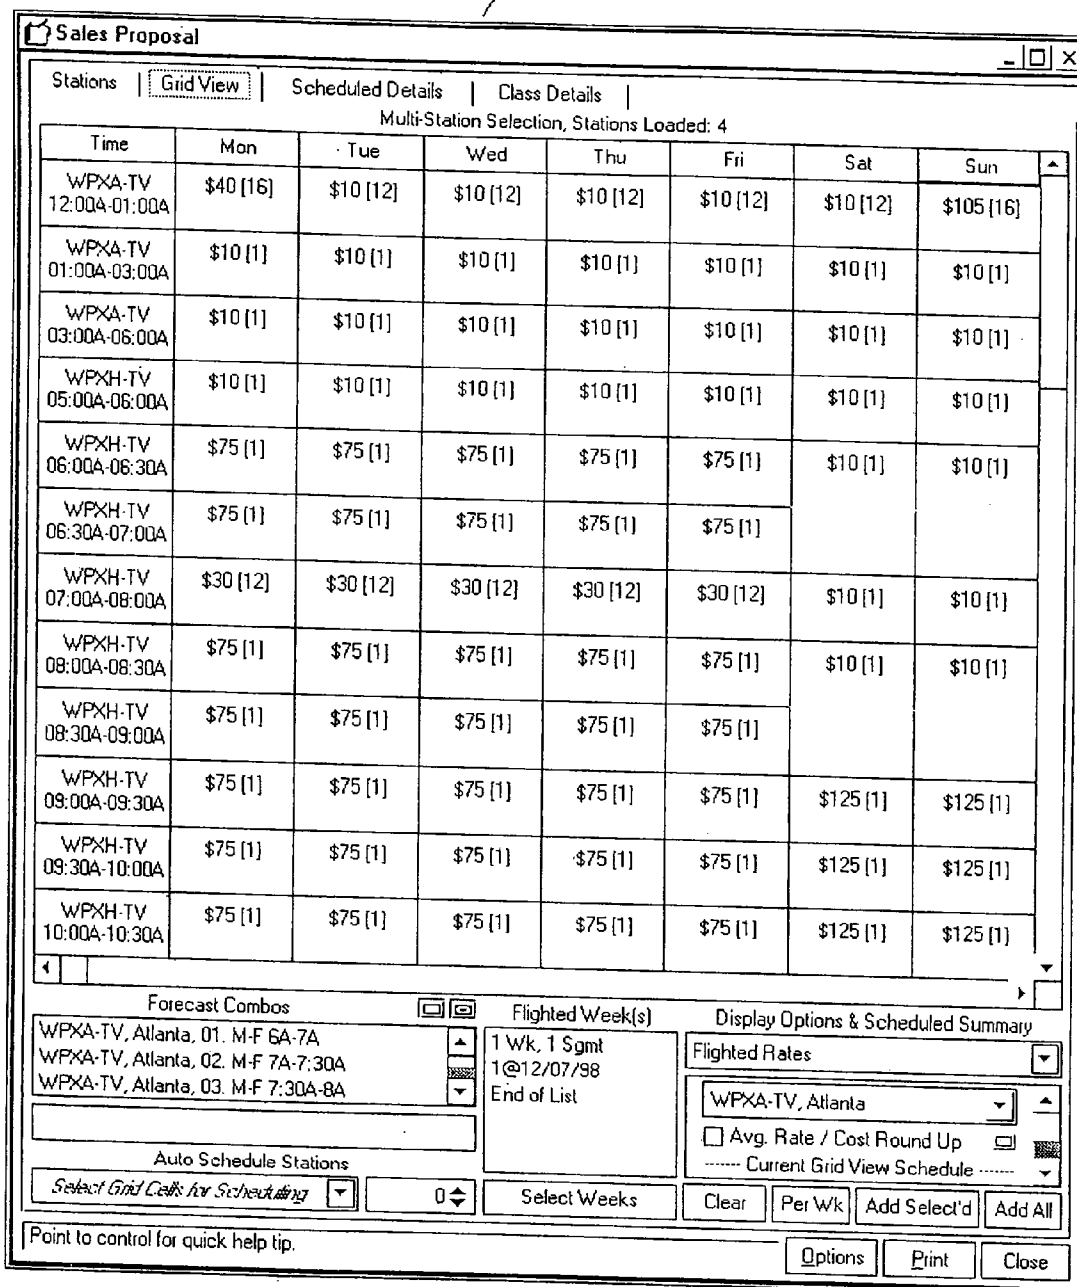 Sales Proposal
Stations | Grid View | Scheduled Details | Class Details |
Multi-Station Selection, Stations Loaded: 4
Time Mon Tue Wed Thu Fri Sat Sun
WPXA-TV
12:00A-01:00A $40 [16] $10 [12] $10 [12] $10 [12] $10 [12] $10 [12] $105 [16]
WPXA-TV
01:00A-03:00A $10 [1] $10 [1] $10 [1] $10 [1] $10 [1] $10 [1] $10 [1]
WPXA-TV
03:00A-06:00A $10 [1] $10 [1] $10 [1] $10 [1] $10 [1] $10 [1] $10 [1]
WPXH-TV
05:00A-06:00A $10 [1] $10 [1] $10 [1] $10 [1] $10 [1] $10 [1] $10 [1]
WPXH-TV
06:00A-06:30A $75 [1] $75 [1] $75 [1] $75 [1] $75 [1] $10 [1] $10 [1]
WPXH-TV
06:30A-07:00A $75 [1] $75 [1] $75 [1] $75 [1] $75 [1]
WPXH-TV
07:00A-08:00A $30 [12] $30 [12] $30 [12] $30 [12] $30 [12] $10 [1] $10 [1]
WPXH-TV
08:00A-08:30A $75 [1] $75 [1] $75 [1] $75 [1] $75 [1] $10 [1] $10 [1]
WPXH-TV
08:30A-09:00A $75 [1] $75 [1] $75 [1] $75 [1] $75 [1]
WPXH-TV
09:00A-09:30A $75 [1] $75 [1] $75 [1] $75 [1] $75 [1] $125 [1] $125 [1]
WPXH-TV
09:30A-10:00A $75 [1] $75 [1] $75 [1] $75 [1] $75 [1] $125 [1] $125 [1]
WPXH-TV
10:00A-10:30A $75 [1] $75 [1] $75 [1] $75 [1] $75 [1] $125 [1] $125 [1]
Forecast Combos
WPXA-TV, Atlanta, 01. M-F 6A-7A
WPXA-TV, Atlanta, 02. M-F 7A-7:30A
WPXA-TV, Atlanta, 03. M-F 7:30A-8A
Auto Schedule Stations
Select Grid Cells for Scheduling 0
Flighted Week(s)
1 Wk, 1 Sgmt
1@12/07/98
End of List
Select Weeks
Display Options & Scheduled Summary
Flighted Rates
WPXA-TV, Atlanta
Avg. Rate / Cost Round Up
------ Current Grid View Schedule ------
Clear Per Wk Add Select'd Add All
Point to control for quick help tip.
Options Print Close